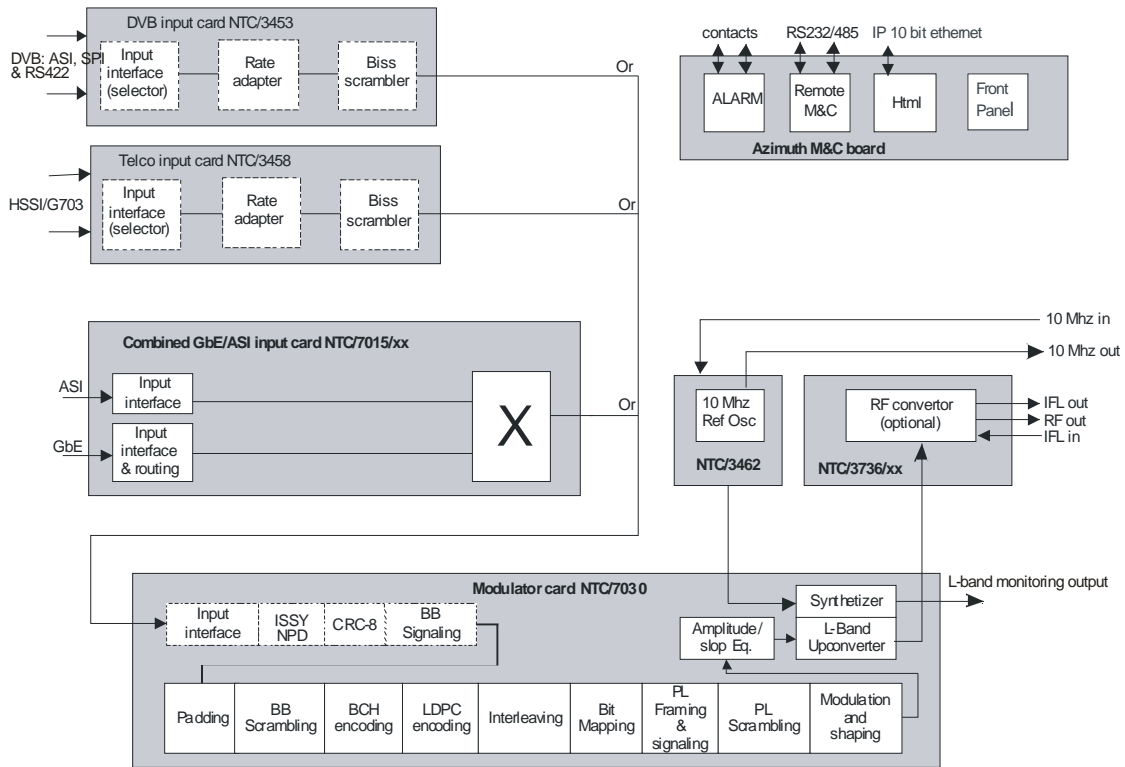 DVB input card NTC/3453
DVB: ASI, SPI
& RS422
Input
interface
(selector)
Rate
adapter
Biss
scrambler
Or
Telco input card NTC/3458
HSSI/G703
Input
interface
(selector)
Rate
adapter
Biss
scrambler
Or
contacts
RS232/485
IP 10 bit ethernet
ALARM
Remote
M&C
Html
Front
Panel
Azimuth M&C board
Combined GbE/ASI input card NTC/7015/xx
ASI
Input
interface
GbE
Input
interface
& routing
X
Or
10 Mhz in
10 Mhz out
10 Mhz
Ref Osc
NTC/3462
RF convertor
(optional)
IFL out
RF out
IFL in
NTC/3736/xx
Modulator card NTC/7030
L-band monitoring output
Input
interface
ISSY
NPD
CRC-8
BB
Signaling
Amplitude/
slop Eq.
Synthetizer
L-Band
Upconverter
Padding
BB
Scrambling
BCH
encoding
LDPC
encoding
Interleaving
Bit
Mapping
PL
Framing
&
signaling
PL
Scrambling
Modulation
and
shaping